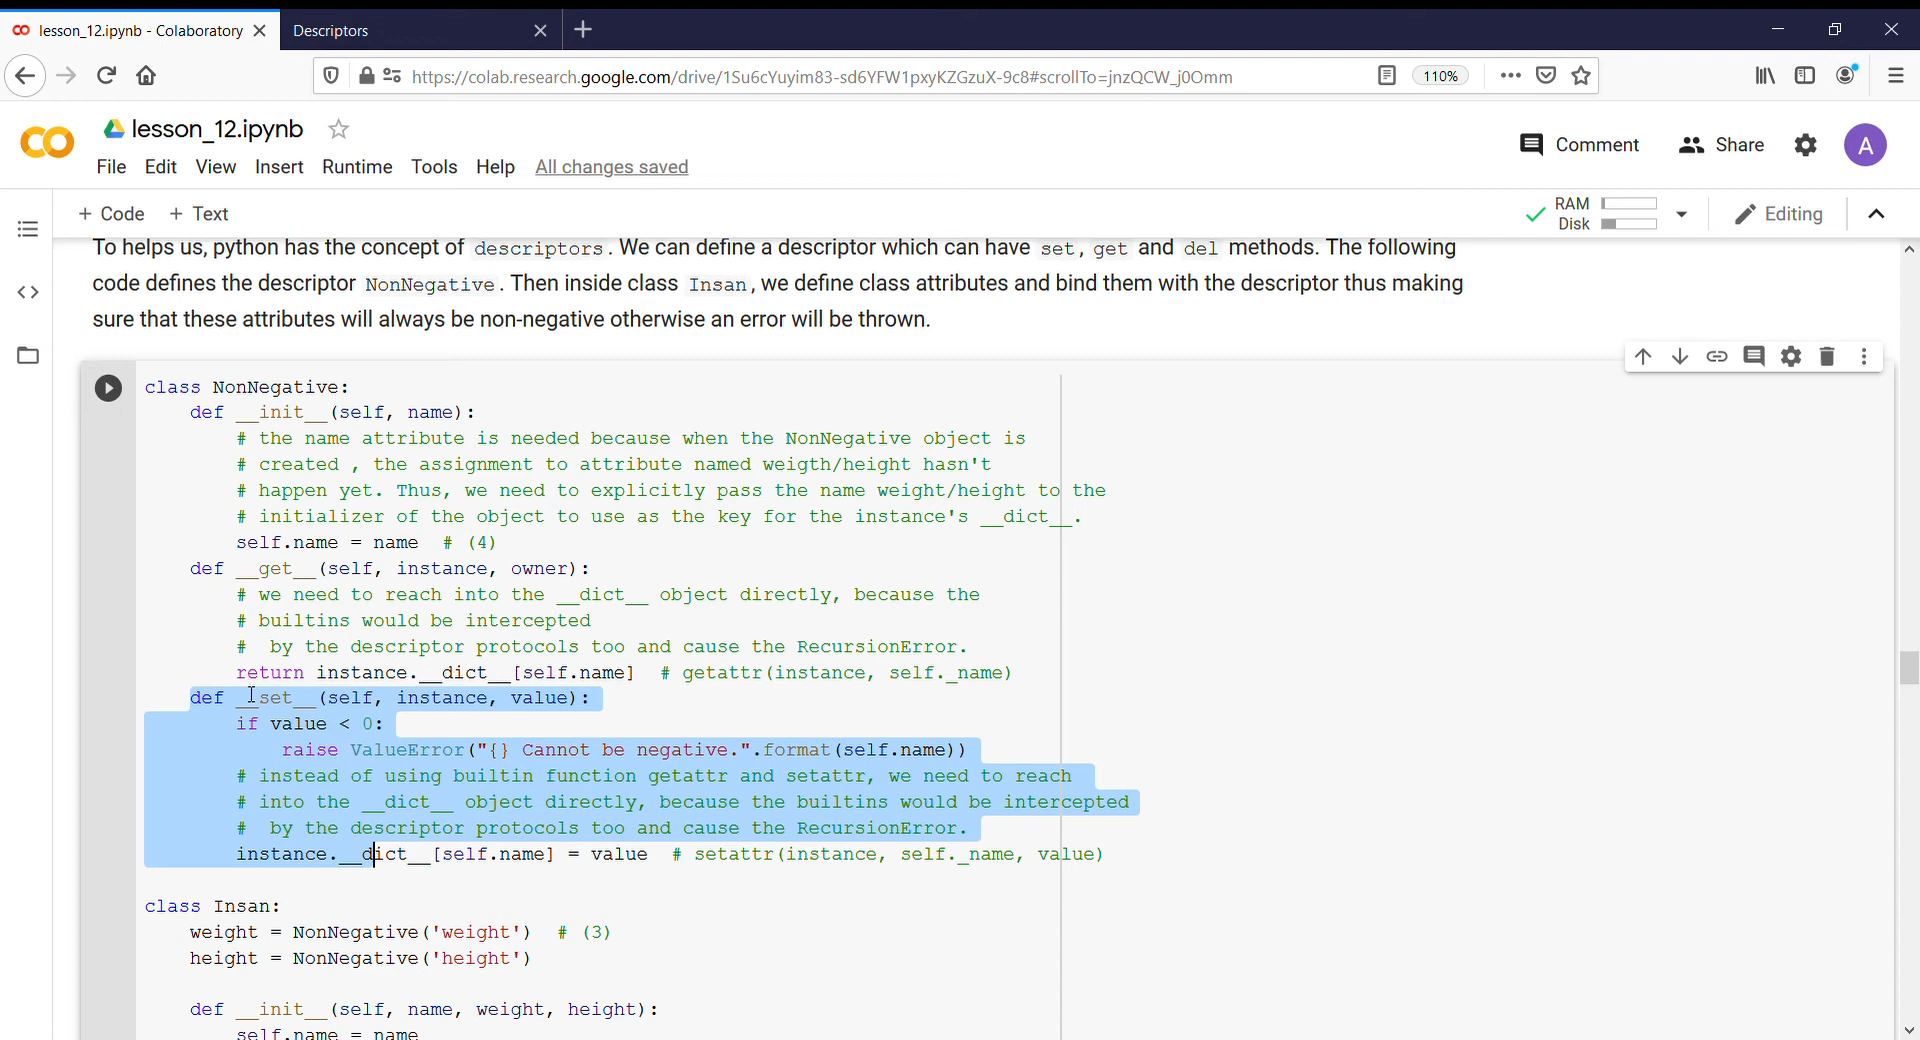 lesson_12.ipynb - Colaboratory
Descriptors
https://colab.research.google.com/drive/1Su6cYuyim83-sd6YFW1pxyKZGzuX-9c8#scrollTo=jnzQCW_j0Omm
110%
lesson_12.ipynb
File Edit View Insert Runtime Tools Help All changes saved
Comment Share A
+ Code + Text
RAM
Disk
Editing
To helps us, python has the concept of descriptors. We can define a descriptor which can have set, get and del methods. The following
code defines the descriptor NonNegative. Then inside class Insan, we define class attributes and bind them with the descriptor thus making
sure that these attributes will always be non-negative otherwise an error will be thrown.
class NonNegative:
    def __init__(self, name):
        # the name attribute is needed because when the NonNegative object is
        # created , the assignment to attribute named weigth/height hasn't
        # happen yet. Thus, we need to explicitly pass the name weight/height to the
        # initializer of the object to use as the key for the instance's __dict__.
        self.name = name  # (4)
    def __get__(self, instance, owner):
        # we need to reach into the __dict__ object directly, because the
        # builtins would be intercepted
        #  by the descriptor protocols too and cause the RecursionError.
        return instance.__dict__[self.name]  # getattr(instance, self._name)
    def __set__(self, instance, value):
        if value < 0:
            raise ValueError("{} Cannot be negative.".format(self.name))
        # instead of using builtin function getattr and setattr, we need to reach
        # into the __dict__ object directly, because the builtins would be intercepted
        #  by the descriptor protocols too and cause the RecursionError.
        instance.__dict__[self.name] = value  # setattr(instance, self._name, value)
class Insan:
    weight = NonNegative('weight')  # (3)
    height = NonNegative('height')
    def __init__(self, name, weight, height):
        self.name = name